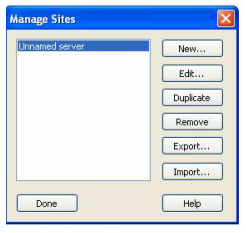 Manage Sites
Unnamed server
New...
Edit...
Duplicate
Remove
Export...
Import...
Done
Help